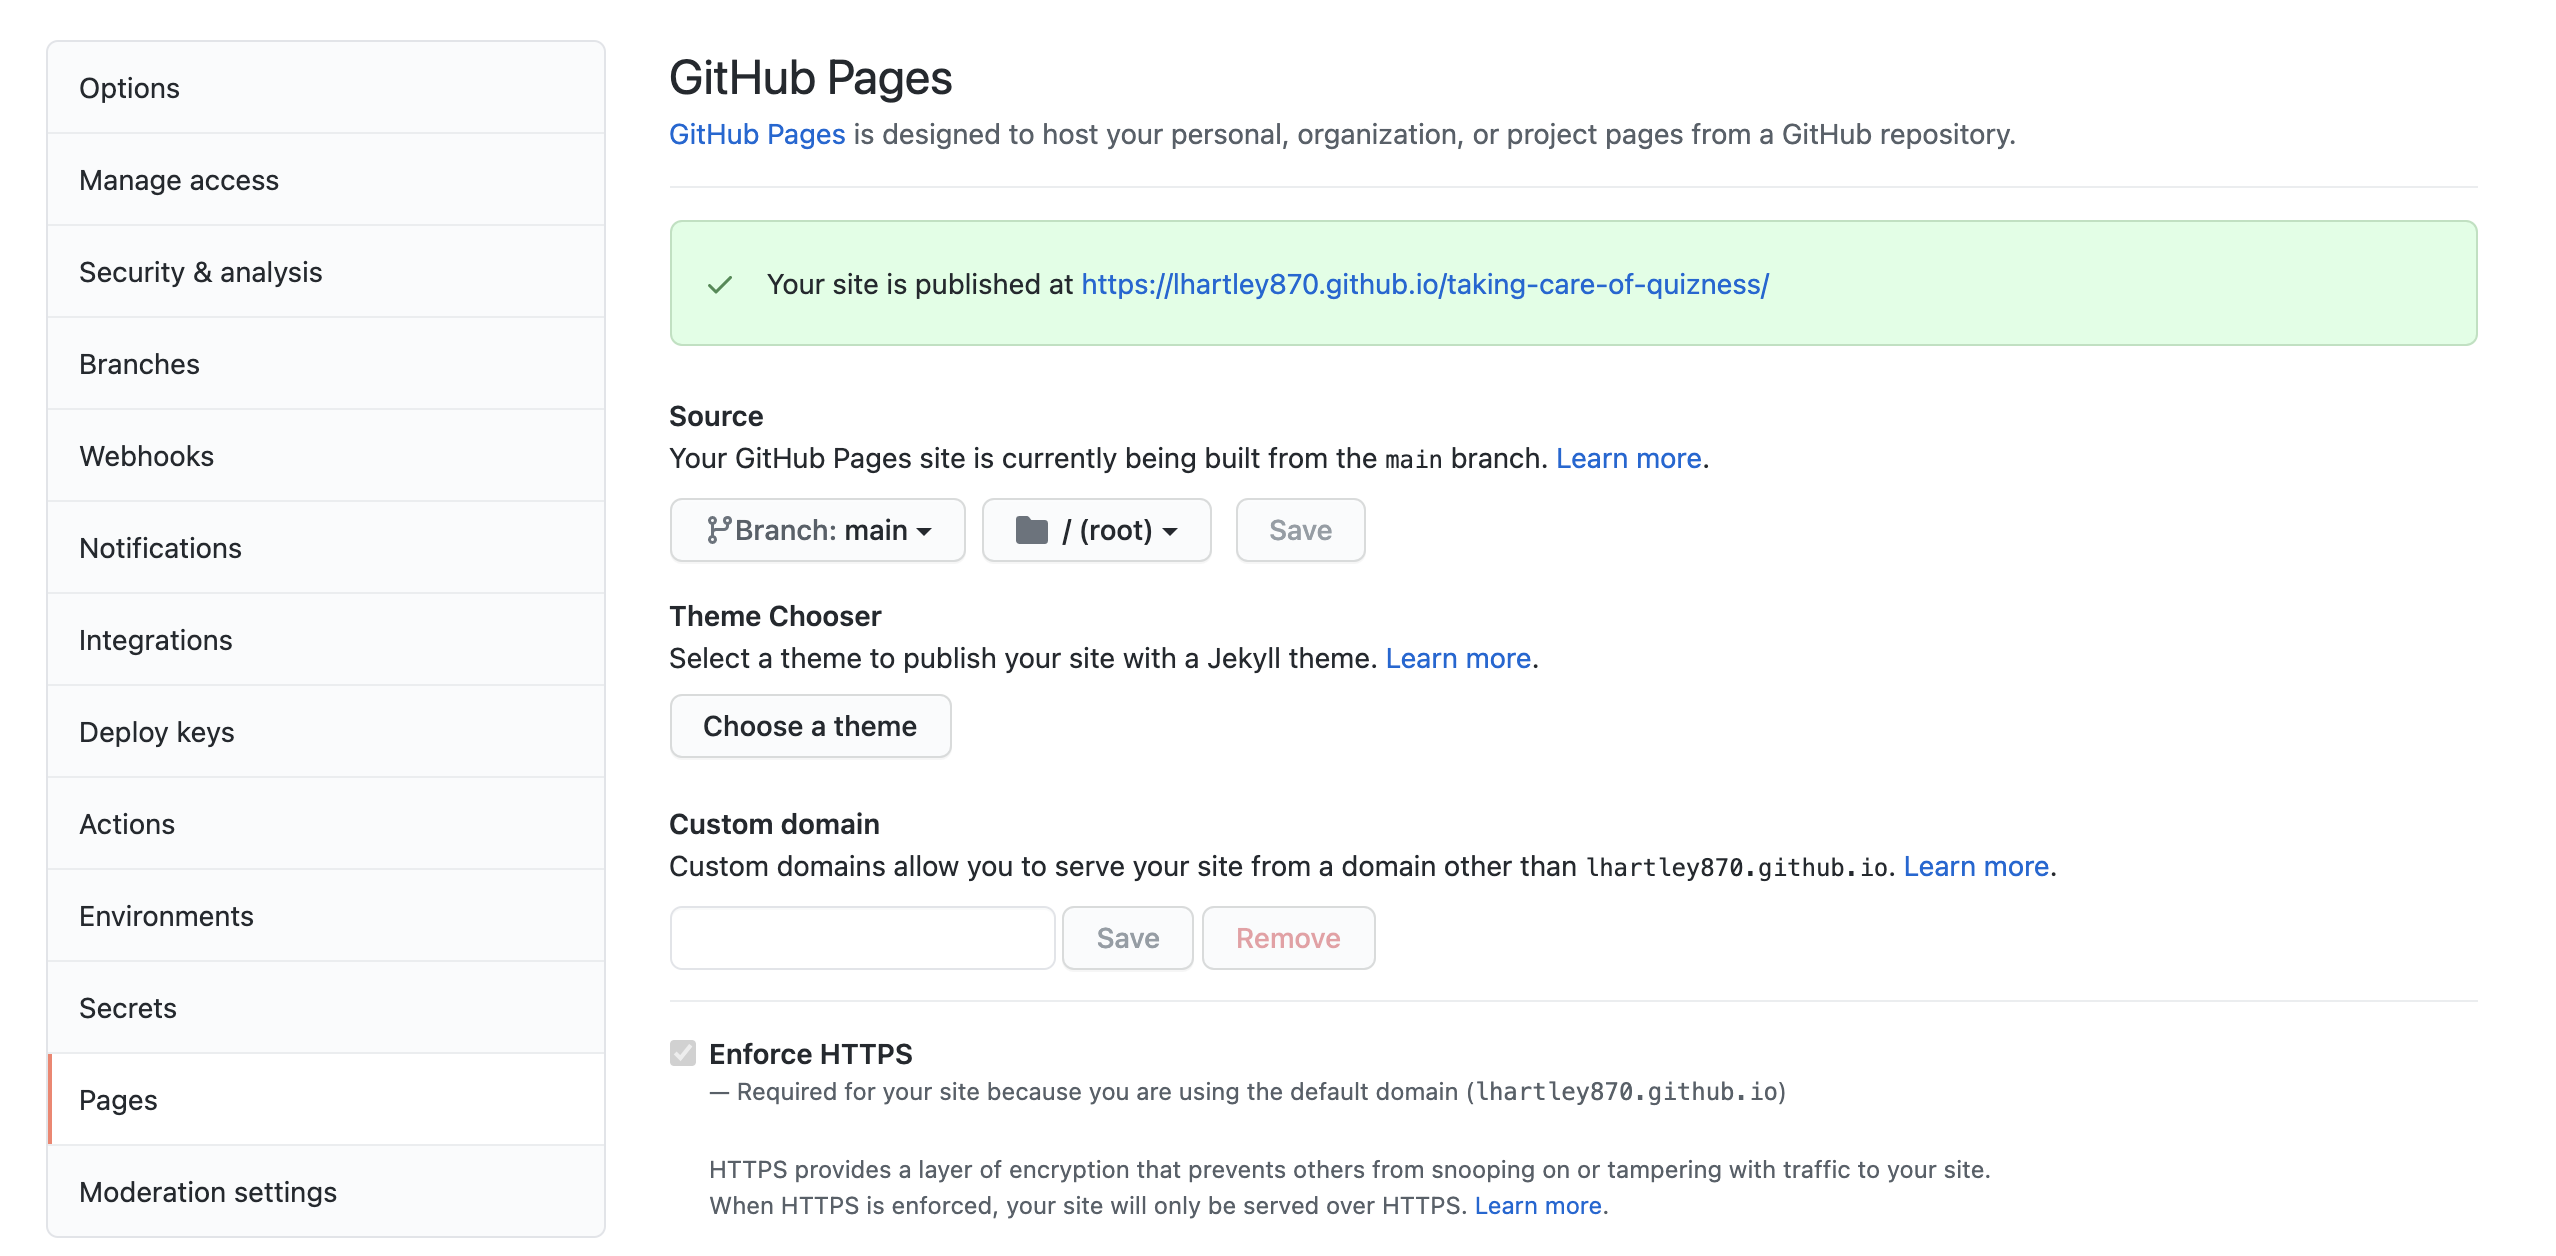 Options
Manage access
Security & analysis
Branches
Webhooks
Notifications
Integrations
Deploy keys
Actions
Environments
Secrets
Pages
Moderation settings
GitHub Pages
GitHub Pages is designed to host your personal, organization, or project pages from a GitHub repository.
Your site is published at https://lhartley870.github.io/taking-care-of-quizness/
Source
Your GitHub Pages site is currently being built from the main branch. Learn more.
Branch: main / (root) Save
Theme Chooser
Select a theme to publish your site with a Jekyll theme. Learn more.
Choose a theme
Custom domain
Custom domains allow you to serve your site from a domain other than lhartley870.github.io. Learn more.
Save Remove
Enforce HTTPS
— Required for your site because you are using the default domain (lhartley870.github.io)
HTTPS provides a layer of encryption that prevents others from snooping on or tampering with traffic to your site.
When HTTPS is enforced, your site will only be served over HTTPS. Learn more.